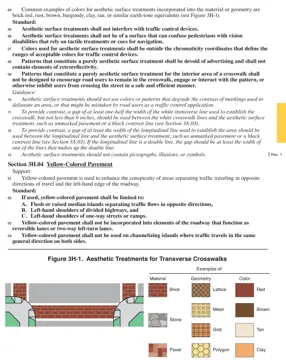 08 Common examples of colors for aesthetic surface treatments incorporated into the material or geometry are
brick red, rust, brown, burgundy, clay, tan, or similar earth-tone equivalents (see Figure 3H-1).
Standard:
09 Aesthetic surface treatments shall not interfere with traffic control devices.
10 Aesthetic surface treatments shall not be of a surface that can confuse pedestrians with vision
disabilities that rely on tactile treatments or cues for navigation.
11 Colors used for aesthetic surface treatments shall be outside the chromaticity coordinates that define the
ranges of acceptable colors for traffic control devices.
12 Patterns that constitute a purely aesthetic surface treatment shall be devoid of advertising and shall not
contain elements of retroreflectivity.
13 Patterns that constitute a purely aesthetic surface treatment for the interior area of a crosswalk shall
not be designed to encourage road users to remain in the crosswalk, engage or interact with the pattern, or
otherwise inhibit users from crossing the street in a safe and efficient manner.
Guidance:
14 Aesthetic surface treatments should not use colors or patterns that degrade the contrast of markings used to
delineate an area, or that might be mistaken by road users as a traffic control application.
15 To provide contrast, a gap of at least one-half the width of the white transverse line used to establish the
crosswalk, but not less than 6 inches, should be used between the white crosswalk lines and the aesthetic surface
treatment, such as unmarked pavement or a black contrast line (see Section 3A.03).
16 To provide contrast, a gap of at least the width of the longitudinal line used to establish the area should be
used between the longitudinal line and the aesthetic surface treatment, such as unmarked pavement or a black
contrast line (see Section 3A.03). If the longitudinal line is a double line, the gap should be at least the width of
one of the lines that makes up the double line.
Aesthetic surface treatments should not contain pictographs, illusions, or symbols.
Rev. 1
Section 3H.04 Yellow-Colored Pavement
Support:
01 Yellow-colored pavement is used to enhance the conspicuity of areas separating traveling in opposite
directions of travel and the left-hand edge of the roadway.
Standard:
02 If used, yellow-colored pavement shall be limited to:
A. Flush or raised median islands separating traffic flows in opposite directions,
B. Left-hand shoulders of divided highways, and
C. Left-hand shoulders of one-way streets or ramps.
03 Yellow-colored pavement shall not be incorporated into elements of the roadway that function as
reversible lanes or two-way left-turn lanes.
04 Yellow-colored pavement shall not be used on channelizing islands where traffic travels in the same
general direction on both sides.
Figure 3H-1. Aesthetic Treatments for Transverse Crosswalks
Examples of:
Material Geometry Color
Brick Lattice Red
Mesh Brown
Stone
Grid Tan
Paver Polygon Clay